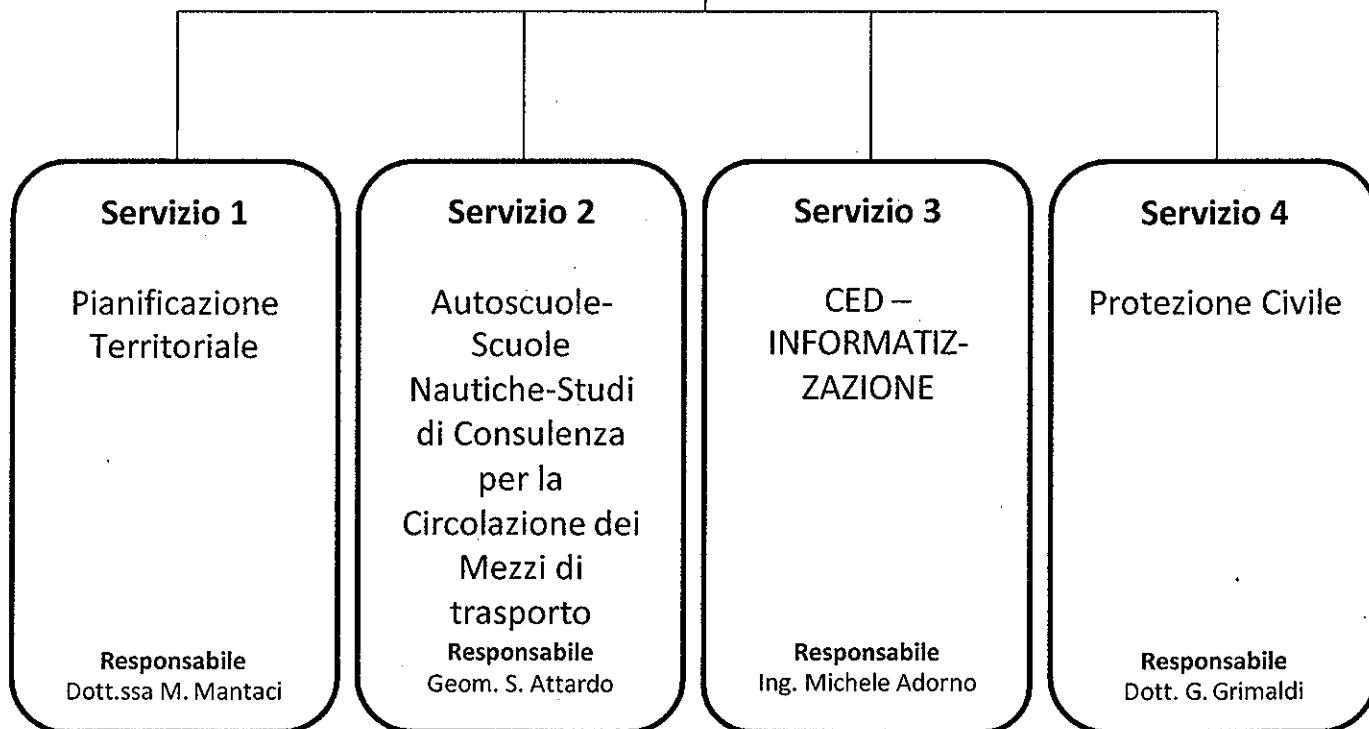 Servizio 1
Pianificazione
Territoriale
Responsabile
Dott.ssa M. Mantaci
Servizio 2
Autoscuole-
Scuole
Nautiche-Studi
di Consulenza
per la
Circolazione dei
Mezzi di
trasporto
Responsabile
Geom. S. Attardo
Servizio 3
CED –
INFORMATIZ-
ZAZIONE
Responsabile
Ing. Michele Adorno
Servizio 4
Protezione Civile
Responsabile
Dott. G. Grimaldi